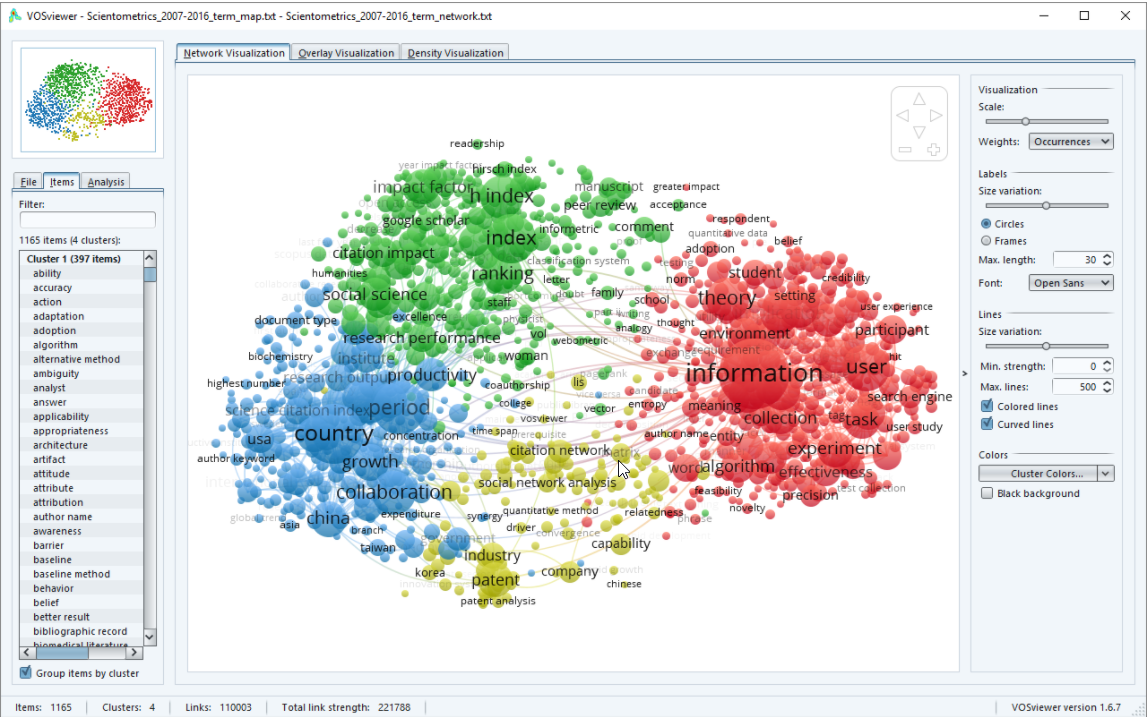 VOSviewer - Scientometrics_2007-2016_term_map.txt - Scientometrics_2007-2016_term_network.txt
Network Visualization Overlay Visualization Density Visualization
File Items Analysis
Filter:
1165 items (4 clusters):
Cluster 1 (397 items)
ability
accuracy
action
adaptation
adoption
algorithm
alternative method
ambiguity
analyst
answer
applicability
appropriateness
architecture
artifact
attitude
attribute
attribution
author name
awareness
barrier
baseline
baseline method
behavior
belief
better result
bibliographic record
biomedical literature
Group items by cluster
readership
year impact factor
hirsch index
impact factor
h index
manuscript
greater impact
peer review
acceptance
google scholar
respondent
informetric
comment
quantitative data
index
belief
adoption
citation impact
classification system
testing
humanities
ranking
letter
norm
student
credibility
social science
doubt
family
school
theory
setting
staff
user experience
document type
excellence
physicist
writing
thought
analogy
environment
participant
research performance
vol
webometric
biochemistry
institute
woman
exchange
requirement
hit
productivity
pagerank
information
user
highest number
research output
coauthorship
lis
candidate
search engine
science citation index
period
college
vector
entropy
meaning
collection
tag
task
vosviewer
user study
usa
country
concentration
time span
prerequisite
author name
entity
author keyword
citation network
matrix
experiment
growth
word
algorithm
effectiveness
social network analysis
collaboration
feasibility
precision
test collection
novelty
china
expenditure
synergy
quantitative method
relatedness
phrase
asia
branch
driver
convergence
taiwan
government
capability
industry
korea
patent
company
growth
chinese
patent analysis
Visualization
Scale:
Weights: Occurrences
Labels
Size variation:
Circles
Frames
Max. length: 30
Font: Open Sans
Lines
Size variation:
Min. strength: 0
Max. lines: 500
Colored lines
Curved lines
Colors
Cluster Colors...
Black background
Items: 1165 Clusters: 4 Links: 110003 Total link strength: 221788 VOSviewer version 1.6.7